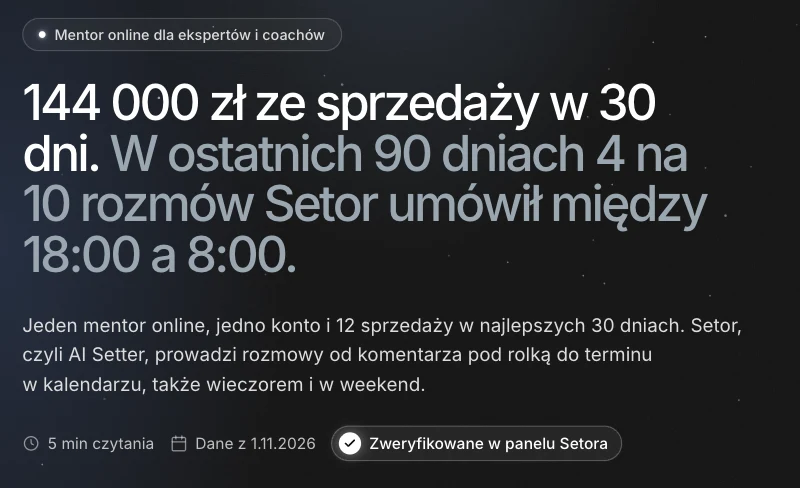 Mentor online dla ekspertów i coachów
144 000 zł ze sprzedaży w 30
dni. W ostatnich 90 dniach 4 na
10 rozmów Setor umówił między
18:00 a 8:00.
Jeden mentor online, jedno konto i 12 sprzedaży w najlepszych 30 dniach. Setor,
czyli AI Setter, prowadzi rozmowy od komentarza pod rolką do terminu
w kalendarzu, także wieczorem i w weekend.
5 min czytania Dane z 1.11.2026 Zweryfikowane w panelu Setora